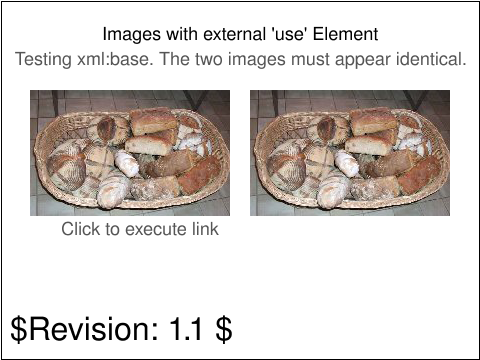 Images with external 'use' Element
Testing xml:base. The two images must appear identical.
Click to execute link
$Revision: 1.1 $